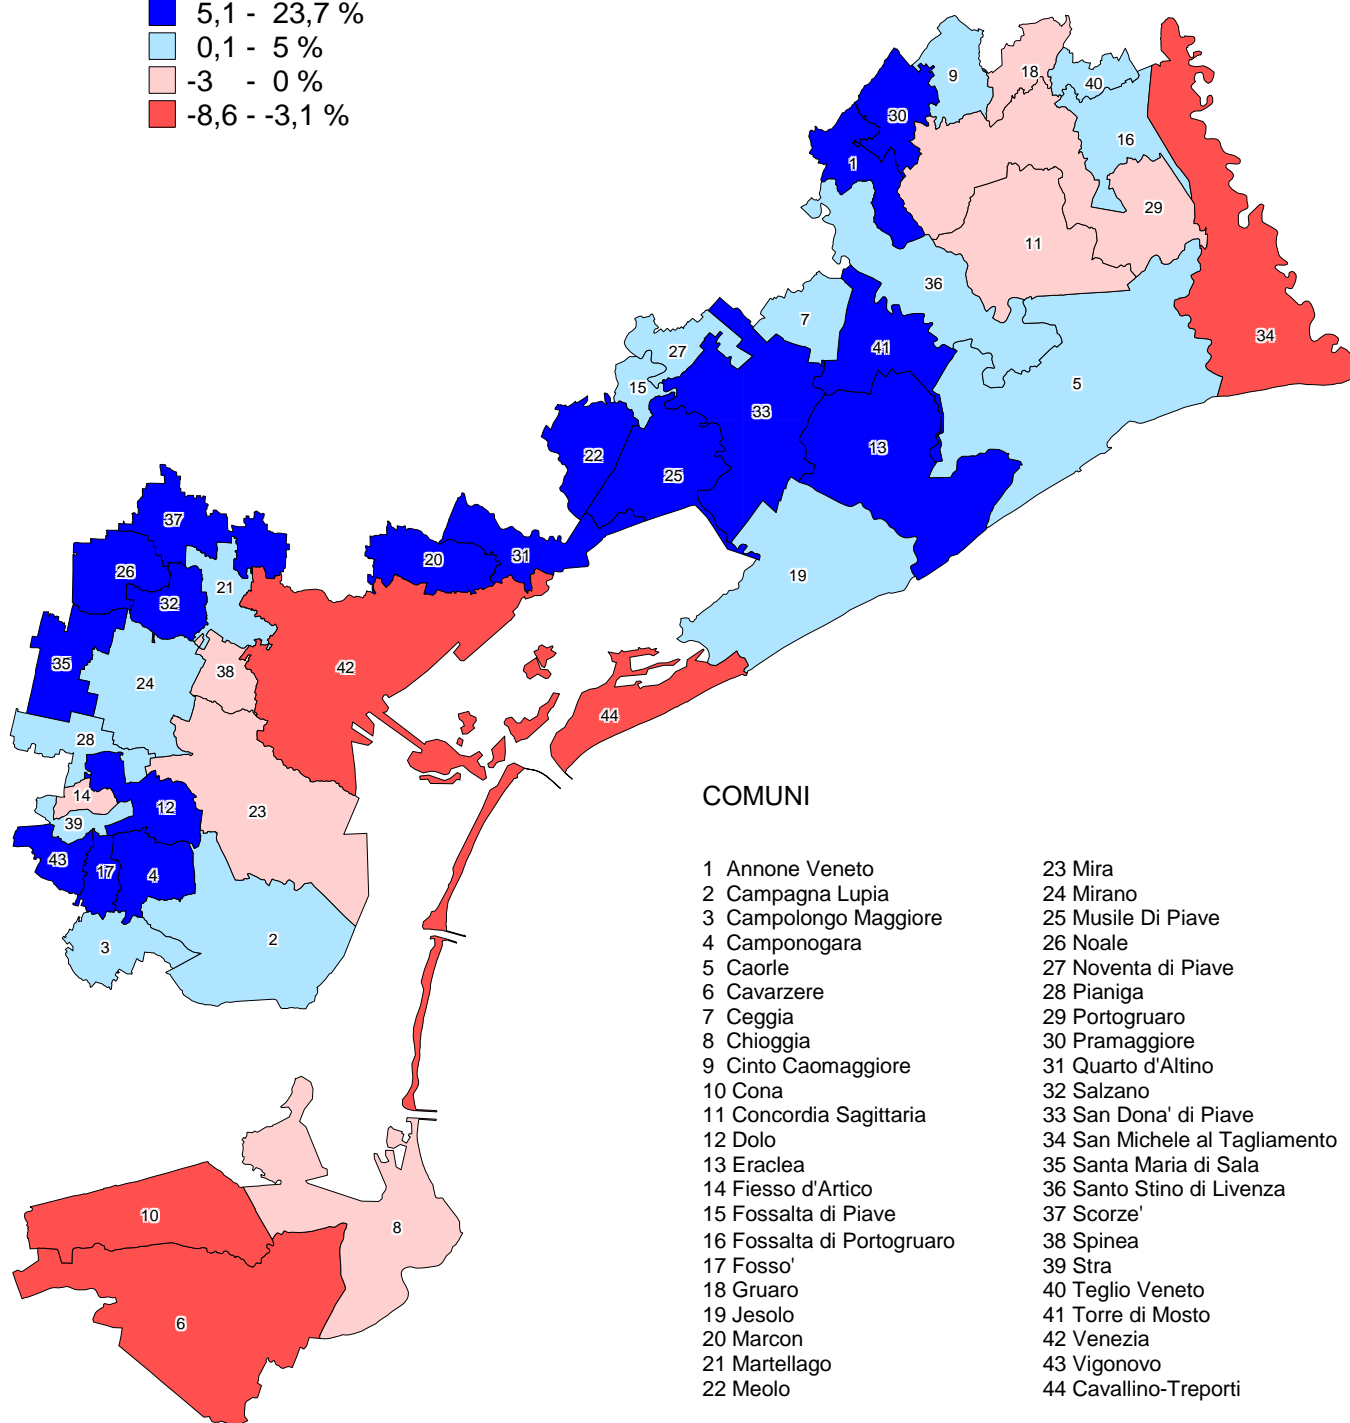 5,1 - 23,7 %
0,1 - 5 %
-3 - 0 %
-8,6 - -3,1 %
9
18
40
30
16
1
29
11
36
7
34
41
27
15
5
33
13
22
25
37
31
20
26
19
21
32
35
38
42
24
44
28
14
12
23
39
43
17
4
2
3
10
8
6
COMUNI
1 Annone Veneto
2 Campagna Lupia
3 Campolongo Maggiore
4 Camponogara
5 Caorle
6 Cavarzere
7 Ceggia
8 Chioggia
9 Cinto Caomaggiore
10 Cona
11 Concordia Sagittaria
12 Dolo
13 Eraclea
14 Fiesso d'Artico
15 Fossalta di Piave
16 Fossalta di Portogruaro
17 Fosso'
18 Gruaro
19 Jesolo
20 Marcon
21 Martellago
22 Meolo
23 Mira
24 Mirano
25 Musile Di Piave
26 Noale
27 Noventa di Piave
28 Pianiga
29 Portogruaro
30 Pramaggiore
31 Quarto d'Altino
32 Salzano
33 San Dona' di Piave
34 San Michele al Tagliamento
35 Santa Maria di Sala
36 Santo Stino di Livenza
37 Scorze'
38 Spinea
39 Stra
40 Teglio Veneto
41 Torre di Mosto
42 Venezia
43 Vigonovo
44 Cavallino-Treporti